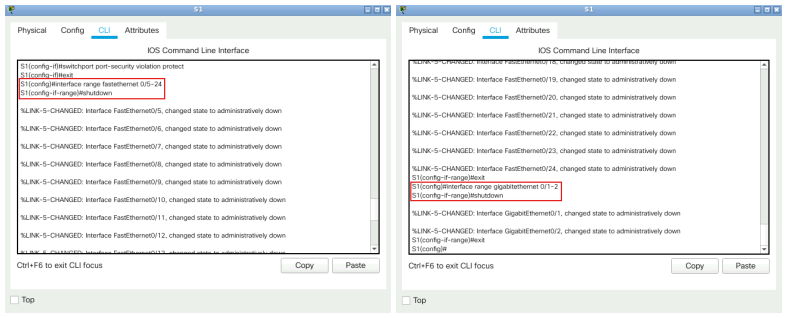 S1
Physical Config CLI Attributes
IOS Command Line Interface
S1(config-if)#switchport port-security violation protect
S1(config-if)#exit
S1(config)#interface range fastethernet 0/5-24
S1(config-if-range)#shutdown
%LINK-5-CHANGED: Interface FastEthernet0/5, changed state to administratively down
%LINK-5-CHANGED: Interface FastEthernet0/6, changed state to administratively down
%LINK-5-CHANGED: Interface FastEthernet0/7, changed state to administratively down
%LINK-5-CHANGED: Interface FastEthernet0/8, changed state to administratively down
%LINK-5-CHANGED: Interface FastEthernet0/9, changed state to administratively down
%LINK-5-CHANGED: Interface FastEthernet0/10, changed state to administratively down
%LINK-5-CHANGED: Interface FastEthernet0/11, changed state to administratively down
%LINK-5-CHANGED: Interface FastEthernet0/12, changed state to administratively down
%LINK-5-CHANGED: Interface FastEthernet0/12, changed state to administratively down
Ctrl+F6 to exit CLI focus
Copy Paste
Top
S1
Physical Config CLI Attributes
IOS Command Line Interface
%LINK-5-CHANGED: Interface FastEthernet0/18, changed state to administratively down
%LINK-5-CHANGED: Interface FastEthernet0/19, changed state to administratively down
%LINK-5-CHANGED: Interface FastEthernet0/20, changed state to administratively down
%LINK-5-CHANGED: Interface FastEthernet0/21, changed state to administratively down
%LINK-5-CHANGED: Interface FastEthernet0/22, changed state to administratively down
%LINK-5-CHANGED: Interface FastEthernet0/23, changed state to administratively down
%LINK-5-CHANGED: Interface FastEthernet0/24, changed state to administratively down
S1(config-if-range)#exit
S1(config)#interface range gigabitethernet 0/1-2
S1(config-if-range)#shutdown
%LINK-5-CHANGED: Interface GigabitEthernet0/1, changed state to administratively down
%LINK-5-CHANGED: Interface GigabitEthernet0/2, changed state to administratively down
S1(config-if-range)#exit
S1(config)#
Ctrl+F6 to exit CLI focus
Copy Paste
Top